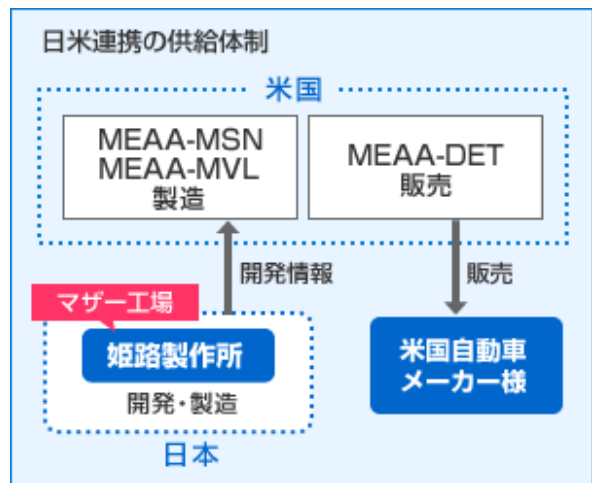 日米連携の供給体制
米国
MEAA-MSN
MEAA-MVL
製造
MEAA-DET
販売
開発情報
販売
マザー工場
姫路製作所
開発・製造
日本
米国自動車
メーカー様